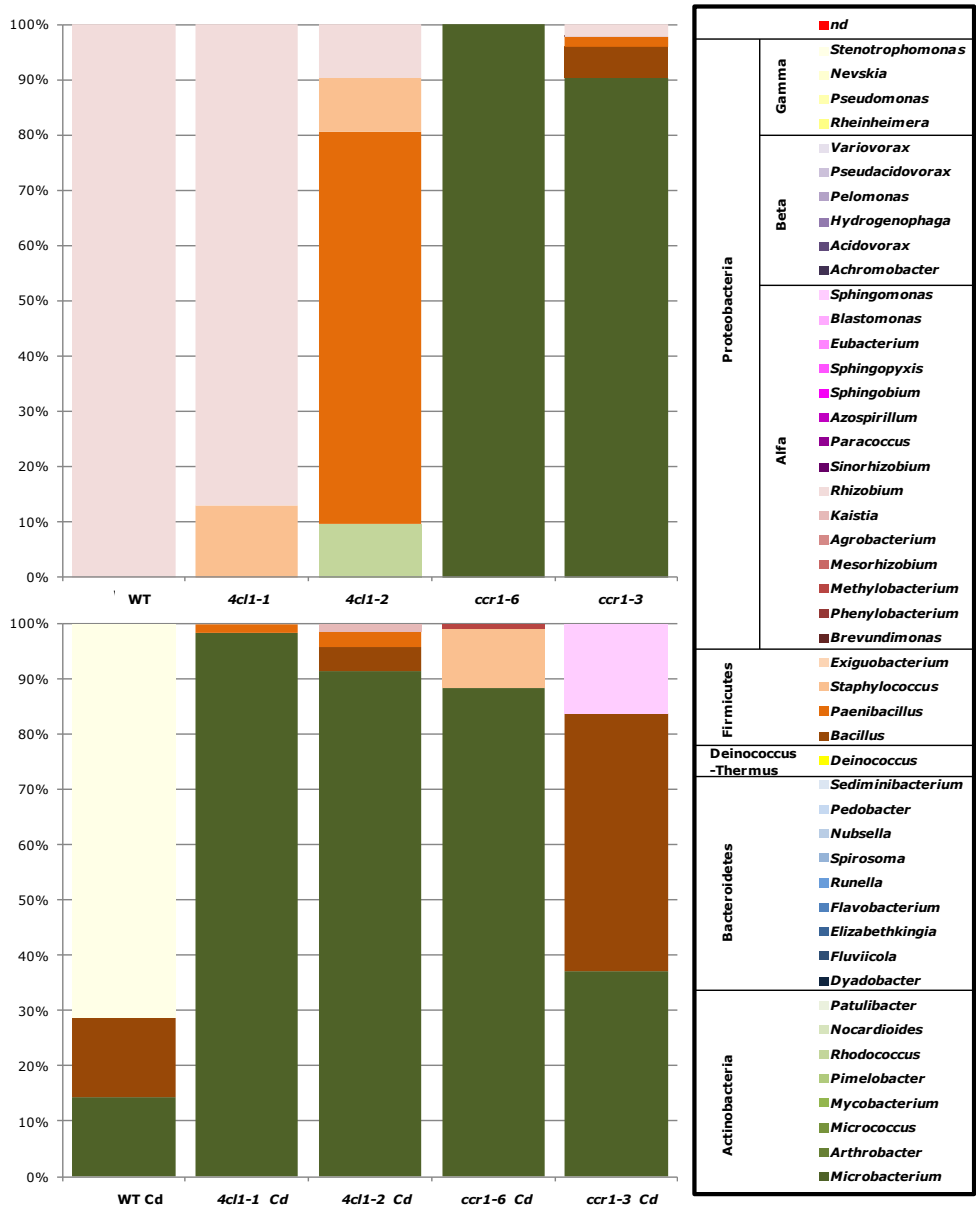 100%
90%
80%
70%
60%
50%
40%
30%
20%
10%
0%
WT 4cl1-1 4cl1-2 ccr1-6 ccr1-3
100%
90%
80%
70%
60%
50%
40%
30%
20%
10%
0%
WT Cd 4cl1-1 Cd 4cl1-2 Cd ccr1-6 Cd ccr1-3 Cd
nd
Proteobacteria
Gamma
Stenotrophomonas
Nevskia
Pseudomonas
Rheinheimera
Beta
Variovorax
Pseudacidovorax
Pelomonas
Hydrogenophaga
Acidovorax
Achromobacter
Alfa
Sphingomonas
Blastomonas
Eubacterium
Sphingopyxis
Sphingobium
Azospirillum
Paracoccus
Sinorhizobium
Rhizobium
Kaistia
Agrobacterium
Mesorhizobium
Methylobacterium
Phenylobacterium
Brevundimonas
Firmicutes
Exiguobacterium
Staphylococcus
Paenibacillus
Bacillus
Deinococcus
-Thermus
Deinococcus
Bacteroidetes
Sediminibacterium
Pedobacter
Nubsella
Spirosoma
Runella
Flavobacterium
Elizabethkingia
Fluviicola
Dyadobacter
Actinobacteria
Patulibacter
Nocardioides
Rhodococcus
Pimelobacter
Mycobacterium
Micrococcus
Arthrobacter
Microbacterium